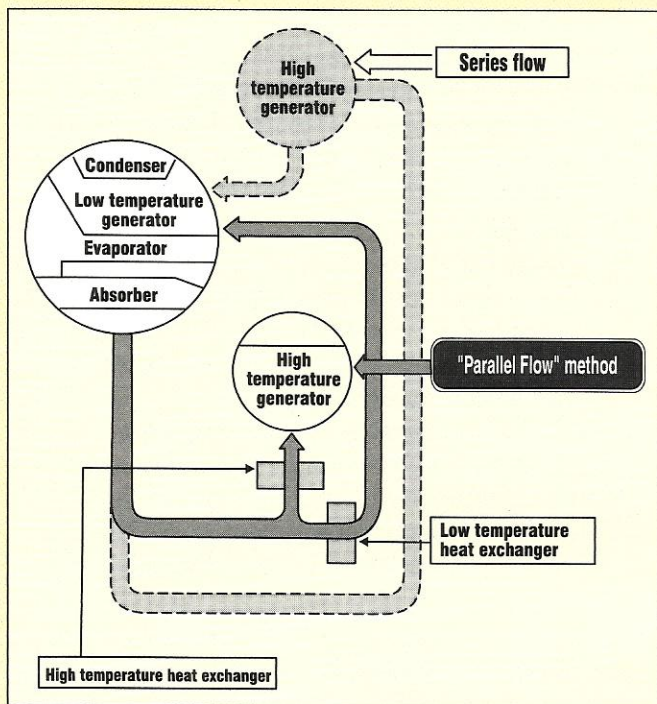 High
temperature
generator
Series flow
Condenser
Low temperature
generator
Evaporator
Absorber
High
temperature
generator
"Parallel Flow" method
Low temperature
heat exchanger
High temperature heat exchanger